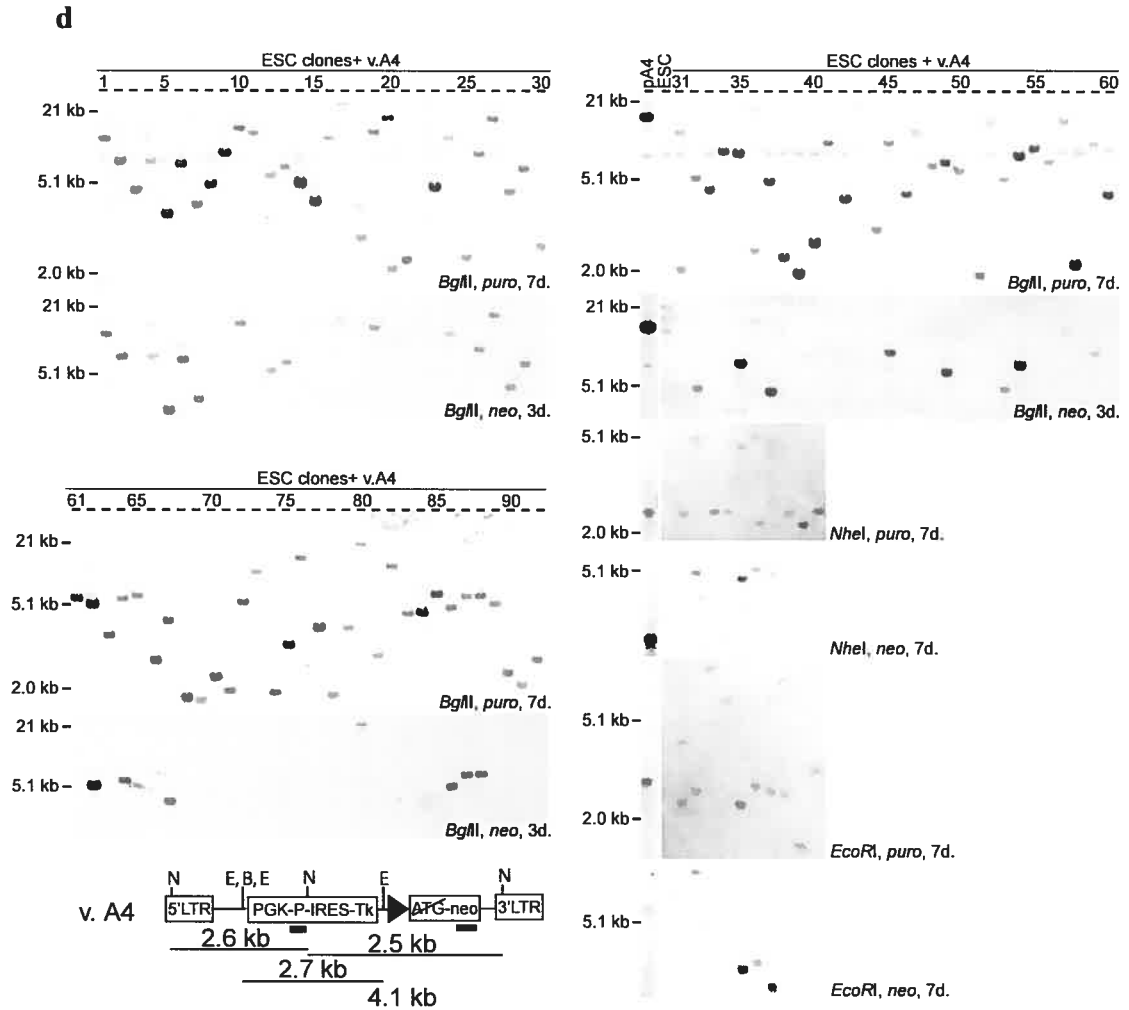 d
ESC clones+ v.A4
1 5 10 15 20 25 30
21 kb
5.1 kb
2.0 kb
BglII, puro, 7d.
21 kb
5.1 kb
BglII, neo, 3d.
ESC clones+ v.A4
61 65 70 75 80 85 90
21 kb
5.1 kb
2.0 kb
BglII, puro, 7d.
21 kb
5.1 kb
BglII, neo, 3d.
v. A4
N E, B, E N E N
5'LTR PGK-P-IRES-Tk ATG-neo 3'LTR
2.6 kb 2.5 kb
2.7 kb
4.1 kb
pA4
ESC
ESC clones + v.A4
31 35 40 45 50 55 60
21 kb
5.1 kb
2.0 kb
BglII, puro, 7d.
21 kb
5.1 kb
BglII, neo, 3d.
5.1 kb
2.0 kb
NheI, puro, 7d.
5.1 kb
NheI, neo, 7d.
5.1 kb
2.0 kb
EcoRI, puro, 7d.
5.1 kb
EcoRI, neo, 7d.